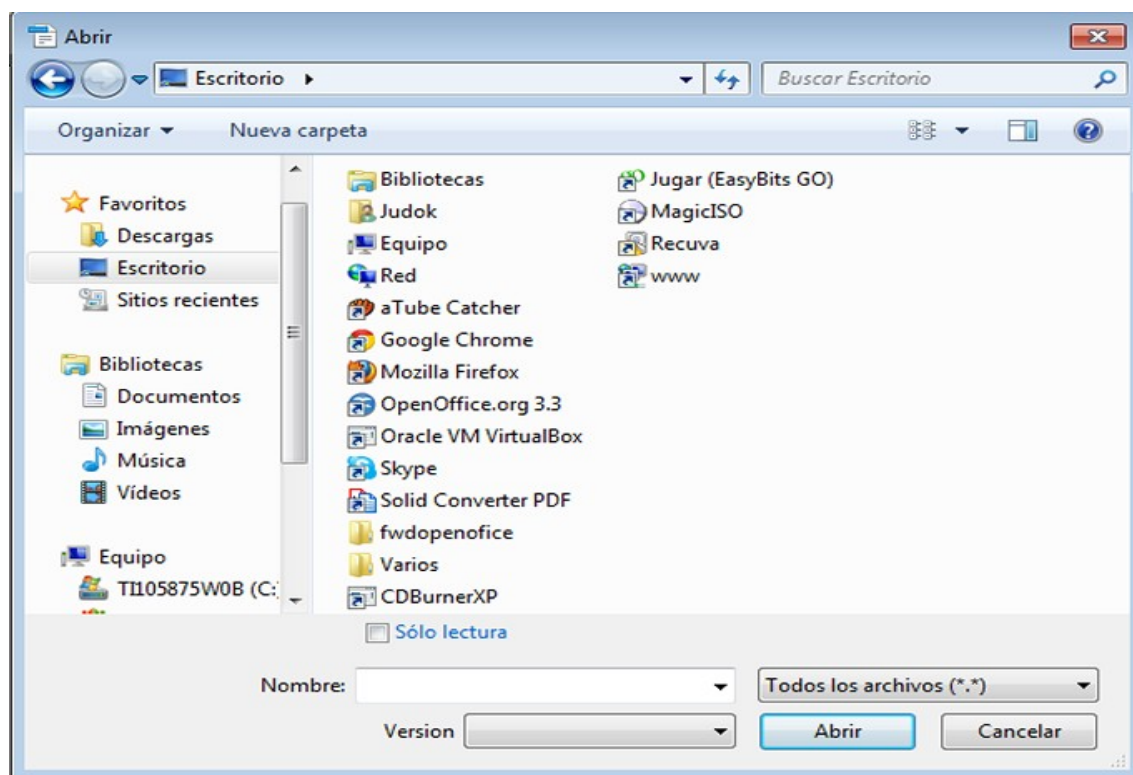 Abrir
Escritorio
Buscar Escritorio
Organizar
Nueva carpeta
Favoritos
Descargas
Escritorio
Sitios recientes
Bibliotecas
Documentos
Imágenes
Música
Vídeos
Equipo
TI105875W0B (C:
Bibliotecas
Judok
Equipo
Red
aTube Catcher
Google Chrome
Mozilla Firefox
OpenOffice.org 3.3
Oracle VM VirtualBox
Skype
Solid Converter PDF
fwdopenofice
Varios
CDBurnerXP
Jugar (EasyBits GO)
MagicISO
Recuva
www
Sólo lectura
Nombre:
Todos los archivos (*.*)
Version
Abrir
Cancelar